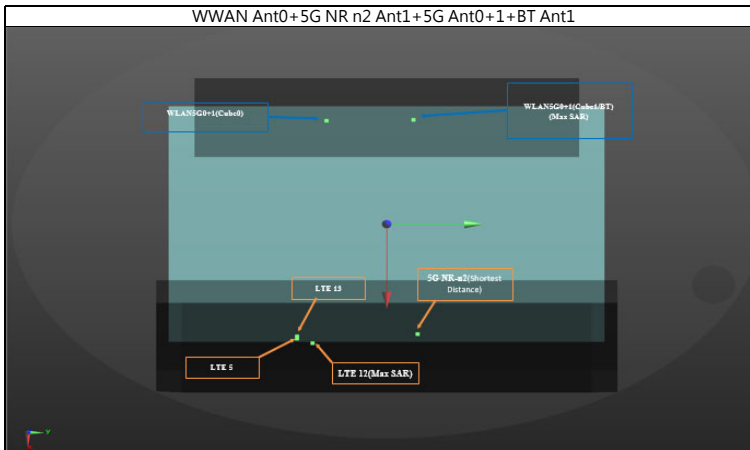 WWAN Ant0+5G NR n2 Ant1+5G Ant0+1+BT Ant1
WLAN5G0+1(Cube0)
WLAN5G0+1(Cube1/BT)
(Max SAR)
5G NR-n2(Shortest
Distance)
LTE 13
LTE 5
LTE 12(Max SAR)
y